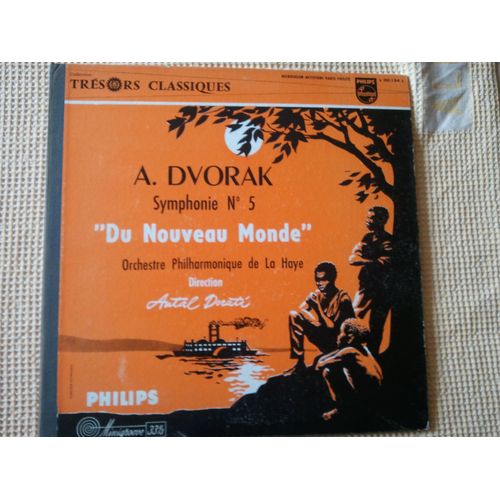 Collection
TRÉSORS CLASSIQUES
PHILIPS
A. DVORAK
Symphonie N° 5
"Du Nouveau Monde"
Orchestre Philharmonique de La Haye
Direction
Antal Dorati
PHILIPS
Minigroove 33⅓